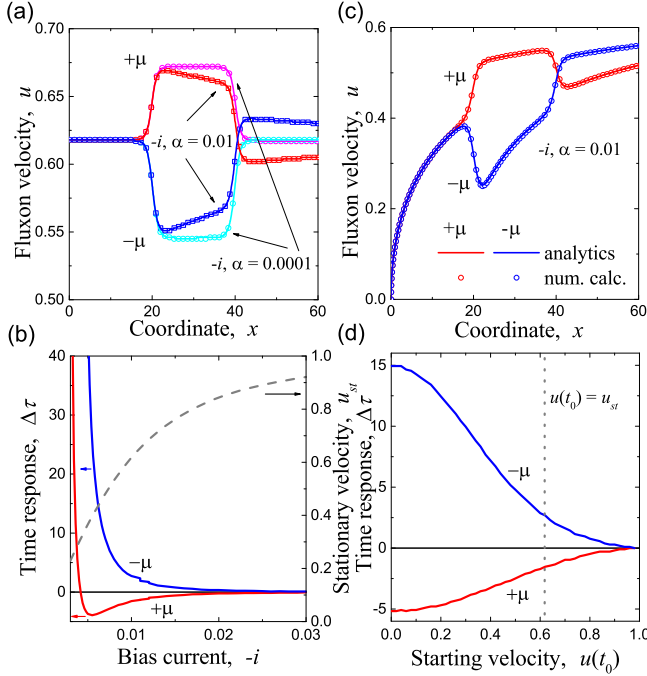 (a)
0.70
0.65
0.60
0.55
0.50
0
20
40
60
Fluxon velocity, u
Coordinate, x
+μ
−μ
-i, α = 0.01
-i, α = 0.0001
(c)
0.8
0.6
0.4
0.2
0.0
0
20
40
60
Fluxon velocity, u
Coordinate, x
+μ
−μ
-i, α = 0.01
+μ -μ
analytics
num. calc.
(b)
40
30
20
10
0
1.0
0.8
0.6
0.4
0.2
0.0
0.01
0.02
0.03
Time response, Δτ
Stationary velocity, u_st
Bias current, -i
−μ
+μ
(d)
15
10
5
0
-5
0.0
0.2
0.4
0.6
0.8
1.0
Time response, Δτ
Starting velocity, u(t₀)
u(t₀) = u_st
−μ
+μ